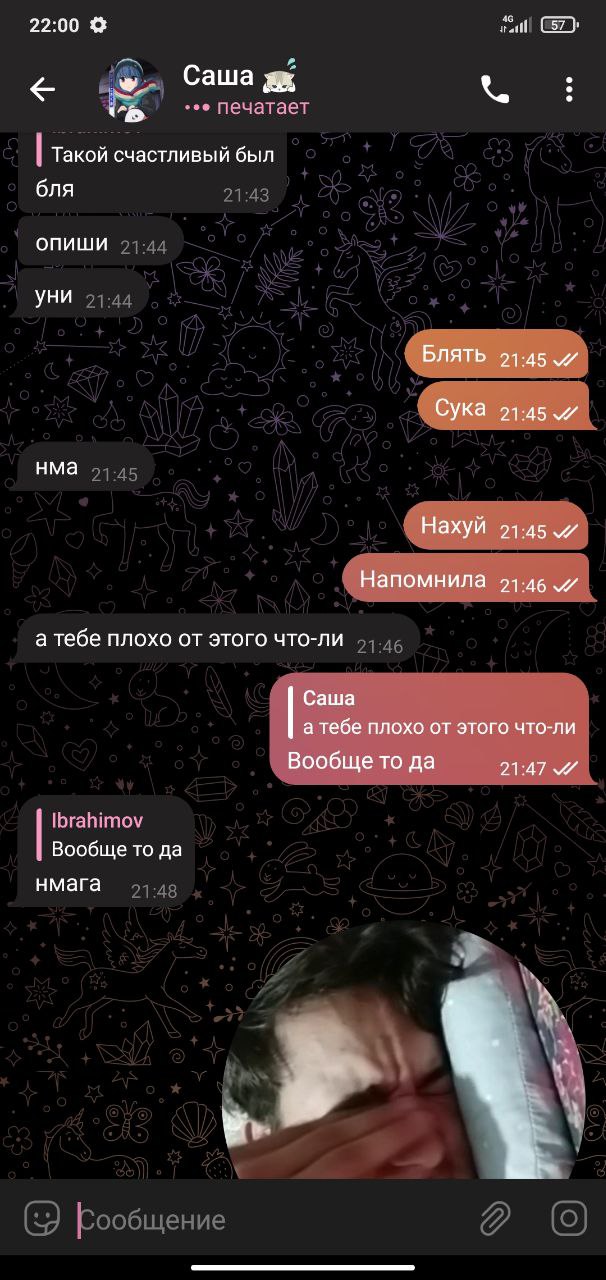 22:00
4G
57
Саша
печатает
Такой счастливый был
бля 21:43
опиши 21:44
уни 21:44
Блять 21:45
Сука 21:45
нма 21:45
Нахуй 21:45
Напомнила 21:46
а тебе плохо от этого что-ли 21:46
Саша
а тебе плохо от этого что-ли
Вообще то да 21:47
Ibrahimov
Вообще то да
нмага 21:48
Сообщение